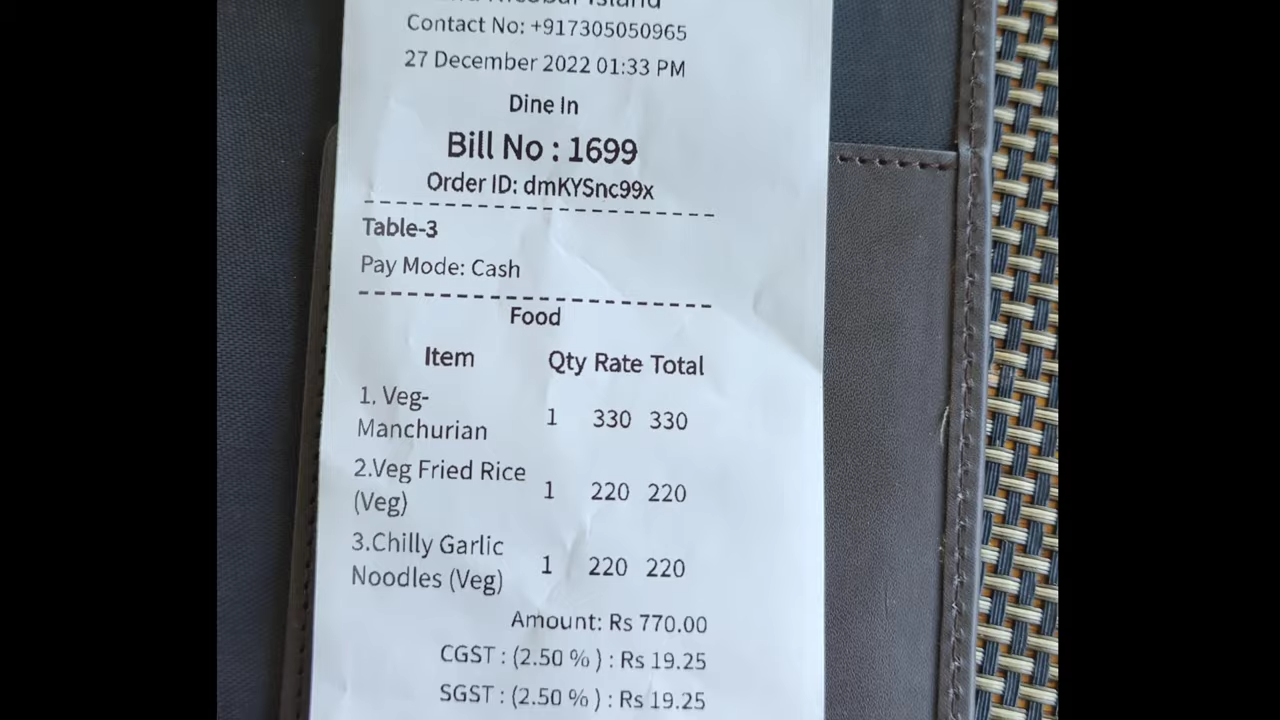 Contact No: +917305050965
27 December 2022 01:33 PM
Dine In
Bill No : 1699
Order ID: dmKYSnc99x
Table-3
Pay Mode: Cash
Food
Item Qty Rate Total
1. Veg-
Manchurian 1 330 330
2.Veg Fried Rice
(Veg) 1 220 220
3.Chilly Garlic
Noodles (Veg) 1 220 220
Amount: Rs 770.00
CGST : (2.50 % ) : Rs 19.25
SGST : (2.50 % ) : Rs 19.25